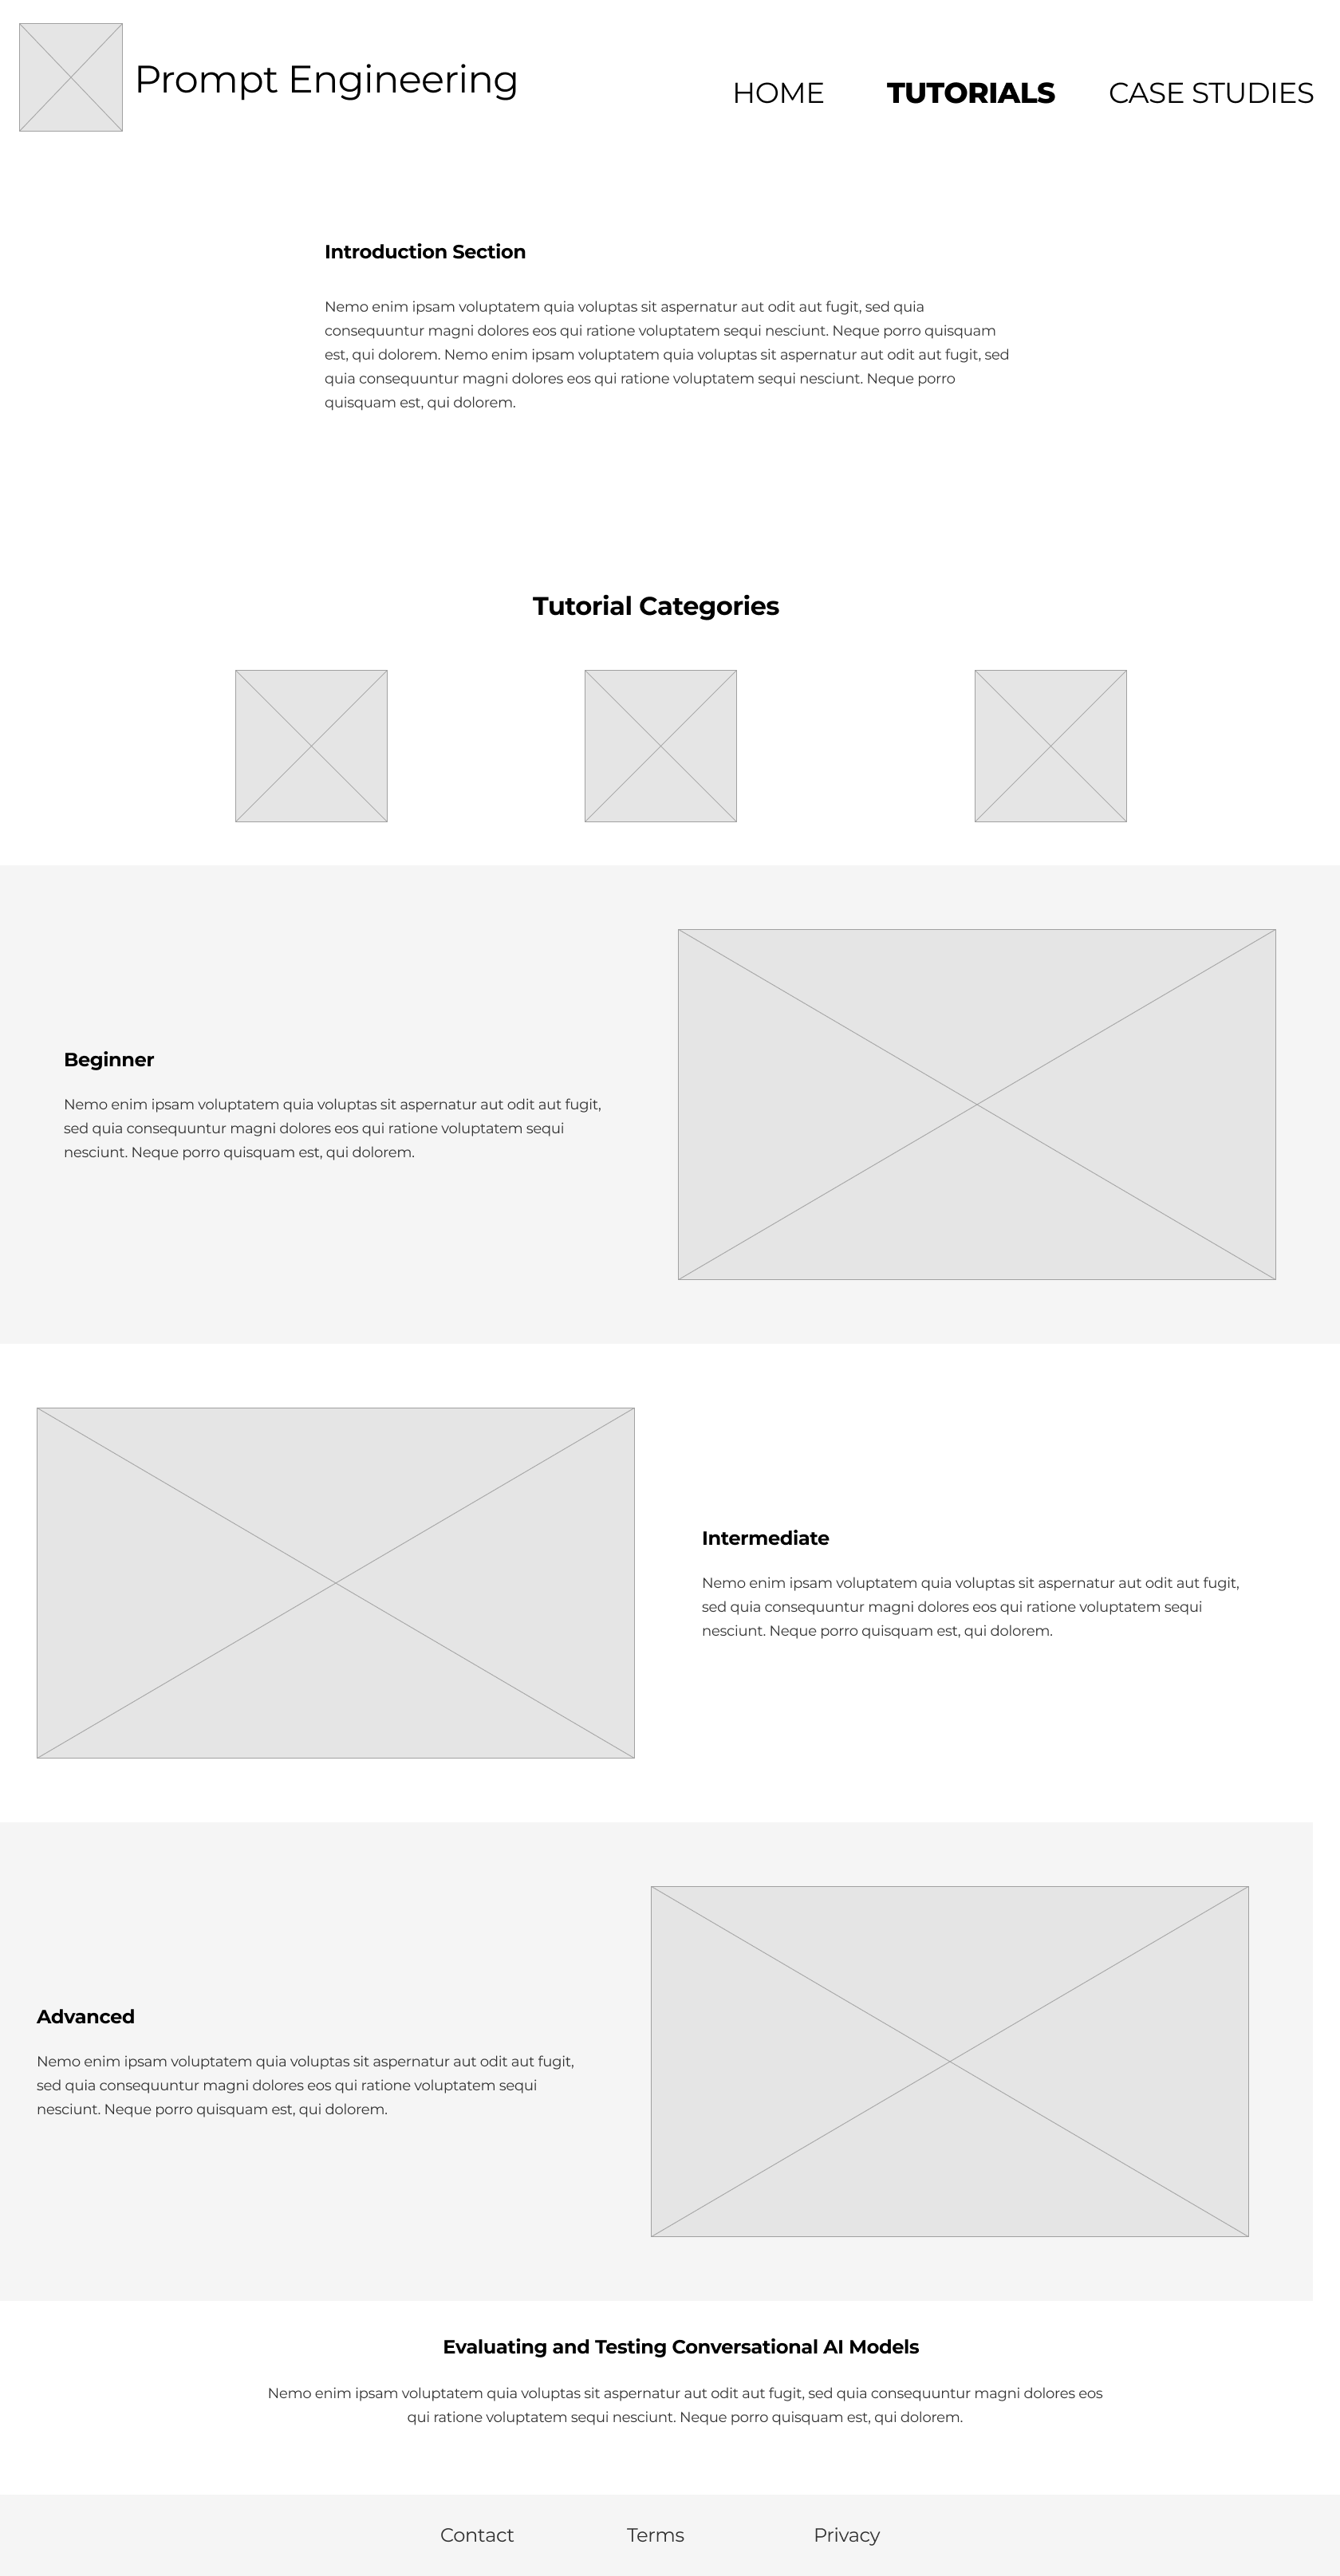 Prompt Engineering
HOME TUTORIALS CASE STUDIES
Introduction Section
Nemo enim ipsam voluptatem quia voluptas sit aspernatur aut odit aut fugit, sed quia
consequuntur magni dolores eos qui ratione voluptatem sequi nesciunt. Neque porro quisquam
est, qui dolorem. Nemo enim ipsam voluptatem quia voluptas sit aspernatur aut odit aut fugit, sed
quia consequuntur magni dolores eos qui ratione voluptatem sequi nesciunt. Neque porro
quisquam est, qui dolorem.
Tutorial Categories
Beginner
Nemo enim ipsam voluptatem quia voluptas sit aspernatur aut odit aut fugit,
sed quia consequuntur magni dolores eos qui ratione voluptatem sequi
nesciunt. Neque porro quisquam est, qui dolorem.
Intermediate
Nemo enim ipsam voluptatem quia voluptas sit aspernatur aut odit aut fugit,
sed quia consequuntur magni dolores eos qui ratione voluptatem sequi
nesciunt. Neque porro quisquam est, qui dolorem.
Advanced
Nemo enim ipsam voluptatem quia voluptas sit aspernatur aut odit aut fugit,
sed quia consequuntur magni dolores eos qui ratione voluptatem sequi
nesciunt. Neque porro quisquam est, qui dolorem.
Evaluating and Testing Conversational AI Models
Nemo enim ipsam voluptatem quia voluptas sit aspernatur aut odit aut fugit, sed quia consequuntur magni dolores eos
qui ratione voluptatem sequi nesciunt. Neque porro quisquam est, qui dolorem.
Contact Terms Privacy